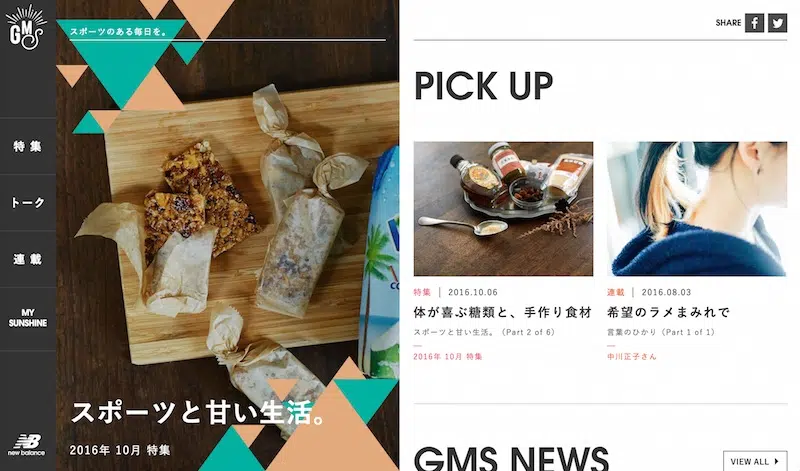 GMS
特集
トーク
連載
MY
SUNSHINE
NB
new balance
スポーツのある毎日を。
スポーツと甘い生活。
2016年 10月 特集
SHARE
PICK UP
特集 | 2016.10.06
体が喜ぶ糖類と、手作り食材
スポーツと甘い生活。（Part 2 of 6）
2016年 10月 特集
連載 | 2016.08.03
希望のラメまみれで
言葉のひかり（Part 1 of 1）
中川正子さん
GMS NEWS
VIEW ALL